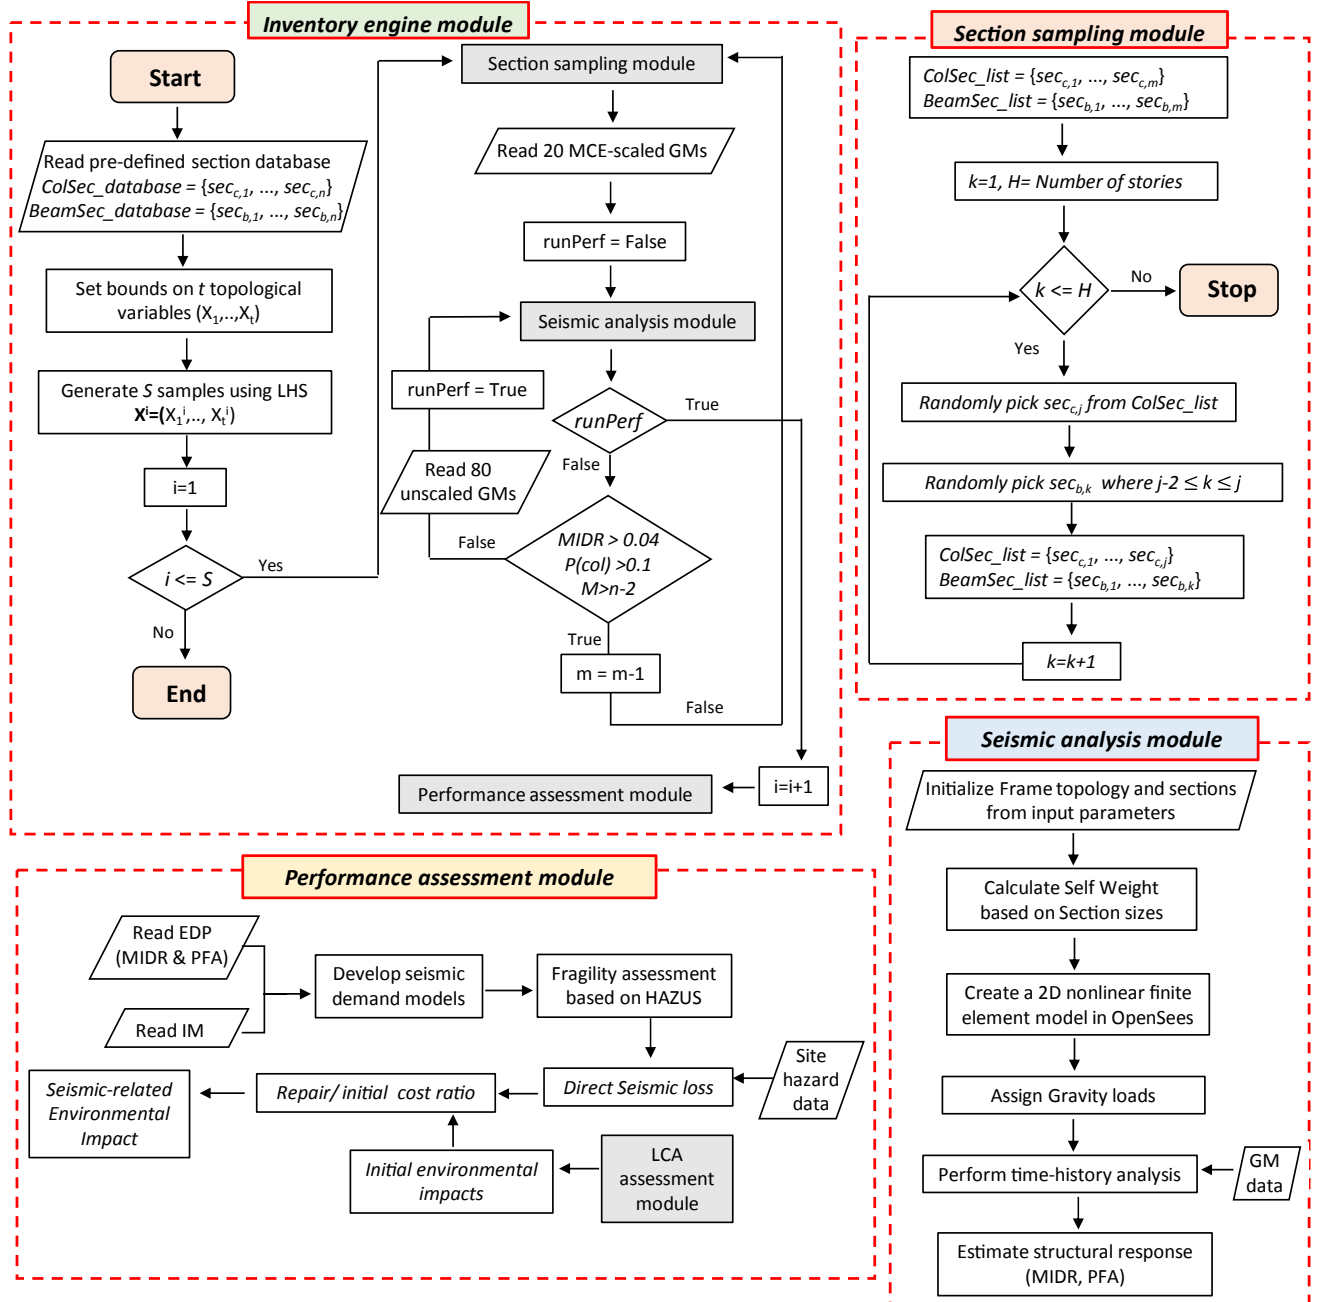 Inventory engine module
Start
Read pre-defined section database
ColSec_database = {sec_c,1, ..., sec_c,n}
BeamSec_database = {sec_b,1, ..., sec_b,n}
Set bounds on t topological
variables (X_1,..,X_t)
Generate S samples using LHS
X^i=(X_1^i,.., X_t^i)
i=1
i <= S
Yes
No
End
Section sampling module
Read 20 MCE-scaled GMs
runPerf = False
Seismic analysis module
runPerf = True
runPerf
True
False
Read 80
unscaled GMs
MIDR > 0.04
P(col) >0.1
M>n-2
False
True
m = m-1
False
i=i+1
Performance assessment module
Section sampling module
ColSec_list = {sec_c,1, ..., sec_c,m}
BeamSec_list = {sec_b,1, ..., sec_b,m}
k=1, H= Number of stories
k <= H
No
Stop
Yes
Randomly pick sec_c,j from ColSec_list
Randomly pick sec_b,k where j-2 ≤ k ≤ j
ColSec_list = {sec_c,1, ..., sec_c,j}
BeamSec_list = {sec_b,1, ..., sec_b,k}
k=k+1
Seismic analysis module
Initialize Frame topology and sections
from input parameters
Calculate Self Weight
based on Section sizes
Create a 2D nonlinear finite
element model in OpenSees
Assign Gravity loads
Perform time-history analysis
GM
data
Estimate structural response
(MIDR, PFA)
Performance assessment module
Read EDP
(MIDR & PFA)
Read IM
Develop seismic
demand models
Fragility assessment
based on HAZUS
Site
hazard
data
Direct Seismic loss
Repair/ initial cost ratio
Seismic-related
Environmental
Impact
Initial environmental
impacts
LCA
assessment
module